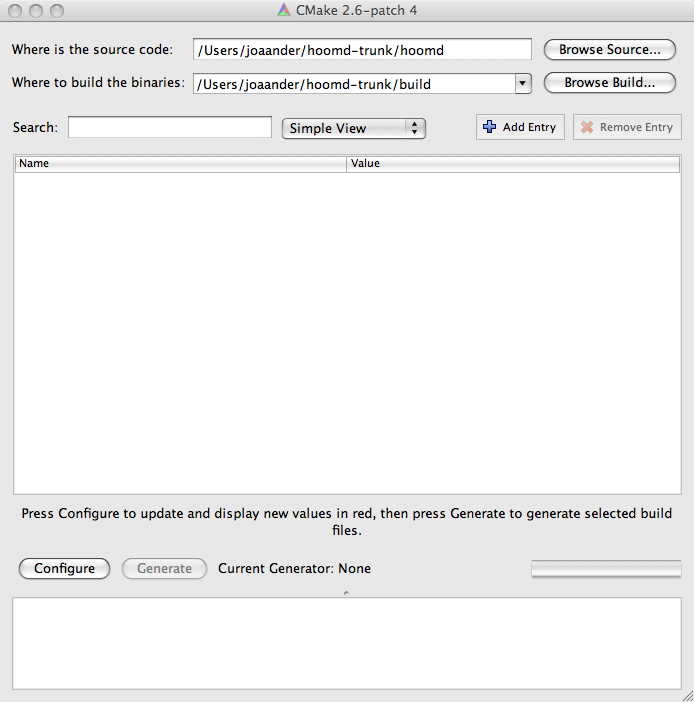 CMake 2.6-patch 4
Where is the source code: /Users/joaander/hoomd-trunk/hoomd Browse Source...
Where to build the binaries: /Users/joaander/hoomd-trunk/build Browse Build...
Search: Simple View Add Entry Remove Entry
Name Value
Press Configure to update and display new values in red, then press Generate to generate selected build
files.
Configure Generate Current Generator: None